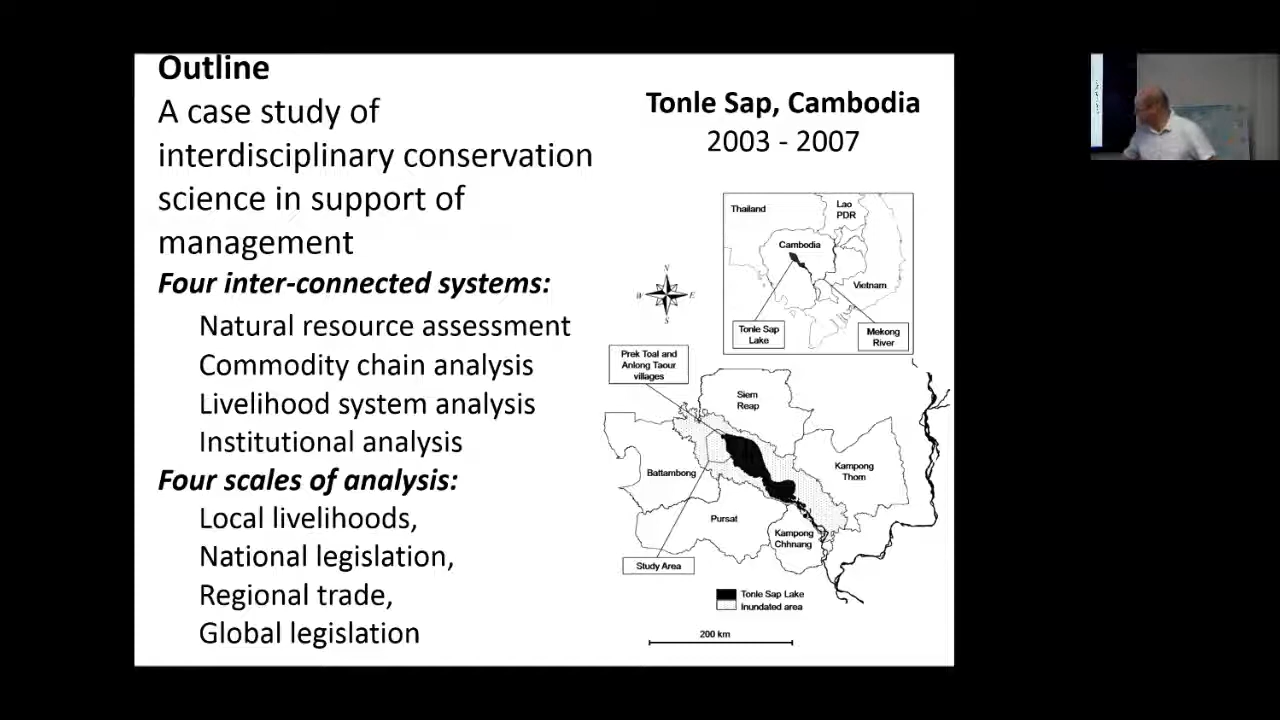 Outline
A case study of
interdisciplinary conservation
science in support of
management
Four inter-connected systems:
Natural resource assessment
Commodity chain analysis
Livelihood system analysis
Institutional analysis
Four scales of analysis:
Local livelihoods,
National legislation,
Regional trade,
Global legislation
Tonle Sap, Cambodia
2003 - 2007
Thailand
Lao
PDR
Cambodia
Vietnam
Tonle Sap
Lake
Mekong
River
N
W
E
S
Prek Toal and
Anlong Taour
villages
Siem
Reap
Battambang
Kampong
Thom
Pursat
Kampong
Chhnang
Study Area
Tonle Sap Lake
Inundated area
200 km